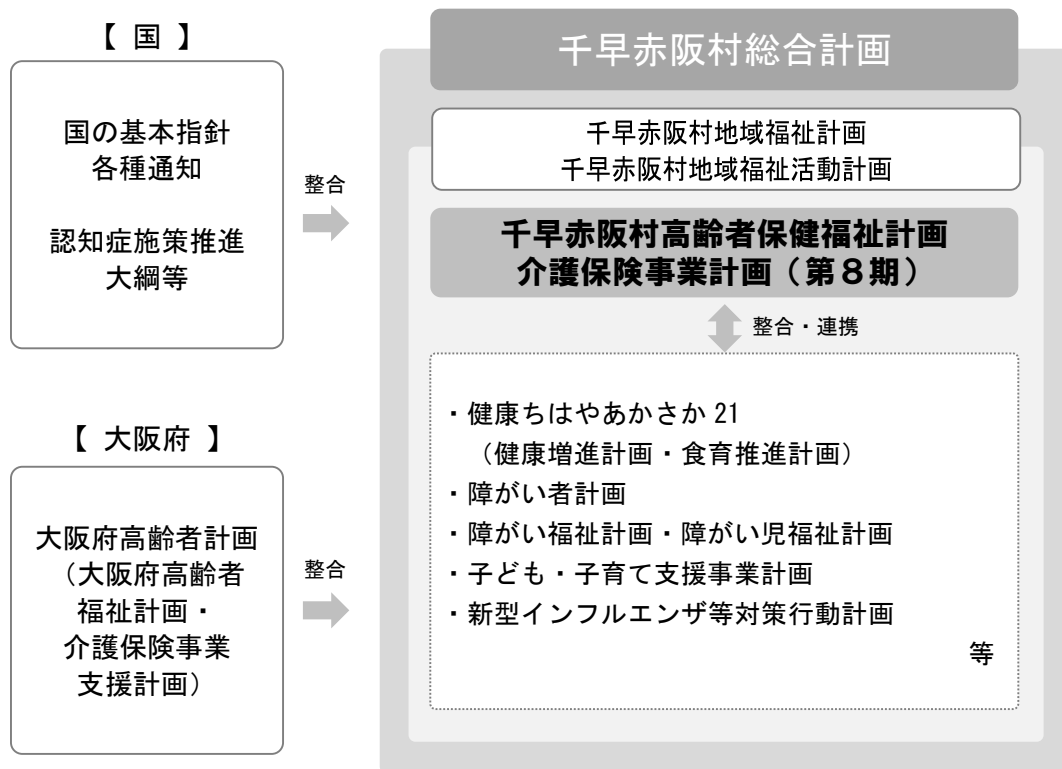 【 国 】
国の基本指針
各種通知
認知症施策推進
大綱等
整合
【 大阪府 】
大阪府高齢者計画
（大阪府高齢者
福祉計画・
介護保険事業
支援計画）
整合
千早赤阪村総合計画
千早赤阪村地域福祉計画
千早赤阪村地域福祉活動計画
千早赤阪村高齢者保健福祉計画
介護保険事業計画（第８期）
整合・連携
・健康ちはやあかさか 21
（健康増進計画・食育推進計画）
・障がい者計画
・障がい福祉計画・障がい児福祉計画
・子ども・子育て支援事業計画
・新型インフルエンザ等対策行動計画
等